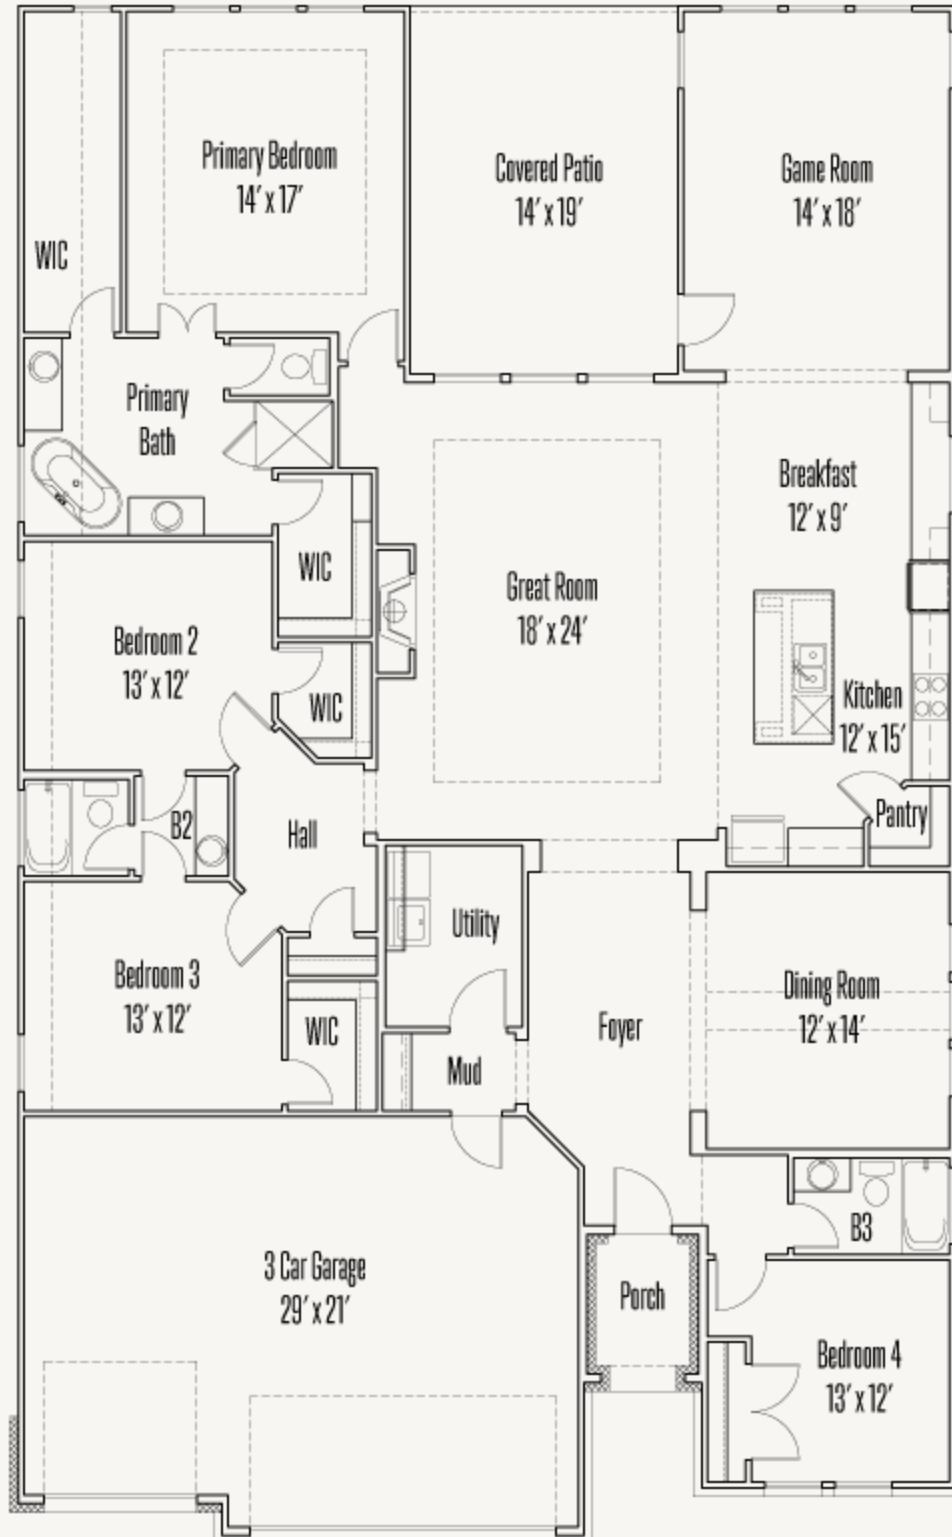 Primary Bedroom
14' x 17'
Covered Patio
14' x 19'
Game Room
14' x 18'
WIC
Primary
Bath
Breakfast
12' x 9'
WIC
Great Room
18' x 24'
Bedroom 2
13' x 12'
WIC
Kitchen
12' x 15'
Pantry
B2
Hall
Utility
Bedroom 3
13' x 12'
WIC
Mud
Foyer
Dining Room
12' x 14'
B3
3 Car Garage
29' x 21'
Porch
Bedroom 4
13' x 12'